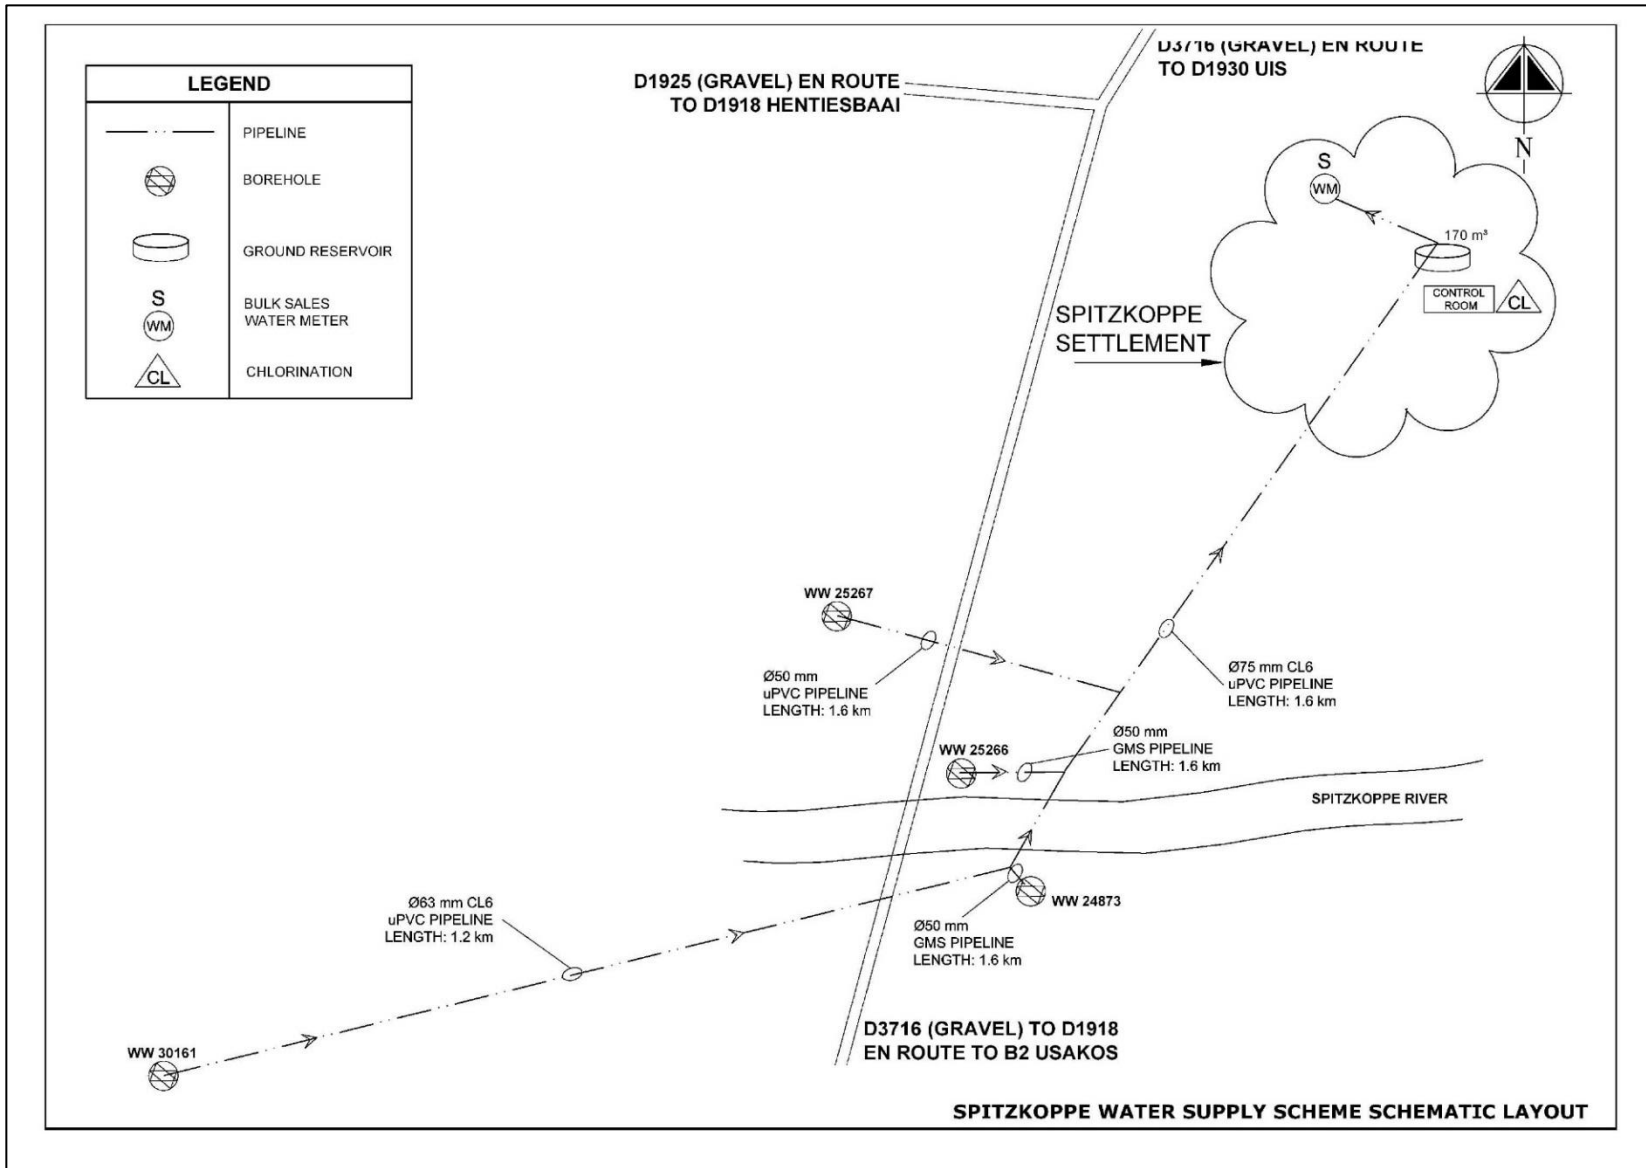 LEGEND
PIPELINE
BOREHOLE
GROUND RESERVOIR
S
WM
BULK SALES
WATER METER
CL
CHLORINATION
D1925 (GRAVEL) EN ROUTE
TO D1918 HENTIESBAAI
D3716 (GRAVEL) EN ROUTE
TO D1930 UIS
N
S
WM
170 m³
CONTROL
ROOM
CL
SPITZKOPPE
SETTLEMENT
WW 25267
Ø50 mm
uPVC PIPELINE
LENGTH: 1.6 km
Ø75 mm CL6
uPVC PIPELINE
LENGTH: 1.6 km
WW 25266
Ø50 mm
GMS PIPELINE
LENGTH: 1.6 km
SPITZKOPPE RIVER
WW 24873
Ø50 mm
GMS PIPELINE
LENGTH: 1.6 km
Ø63 mm CL6
uPVC PIPELINE
LENGTH: 1.2 km
WW 30161
D3716 (GRAVEL) TO D1918
EN ROUTE TO B2 USAKOS
SPITZKOPPE WATER SUPPLY SCHEME SCHEMATIC LAYOUT